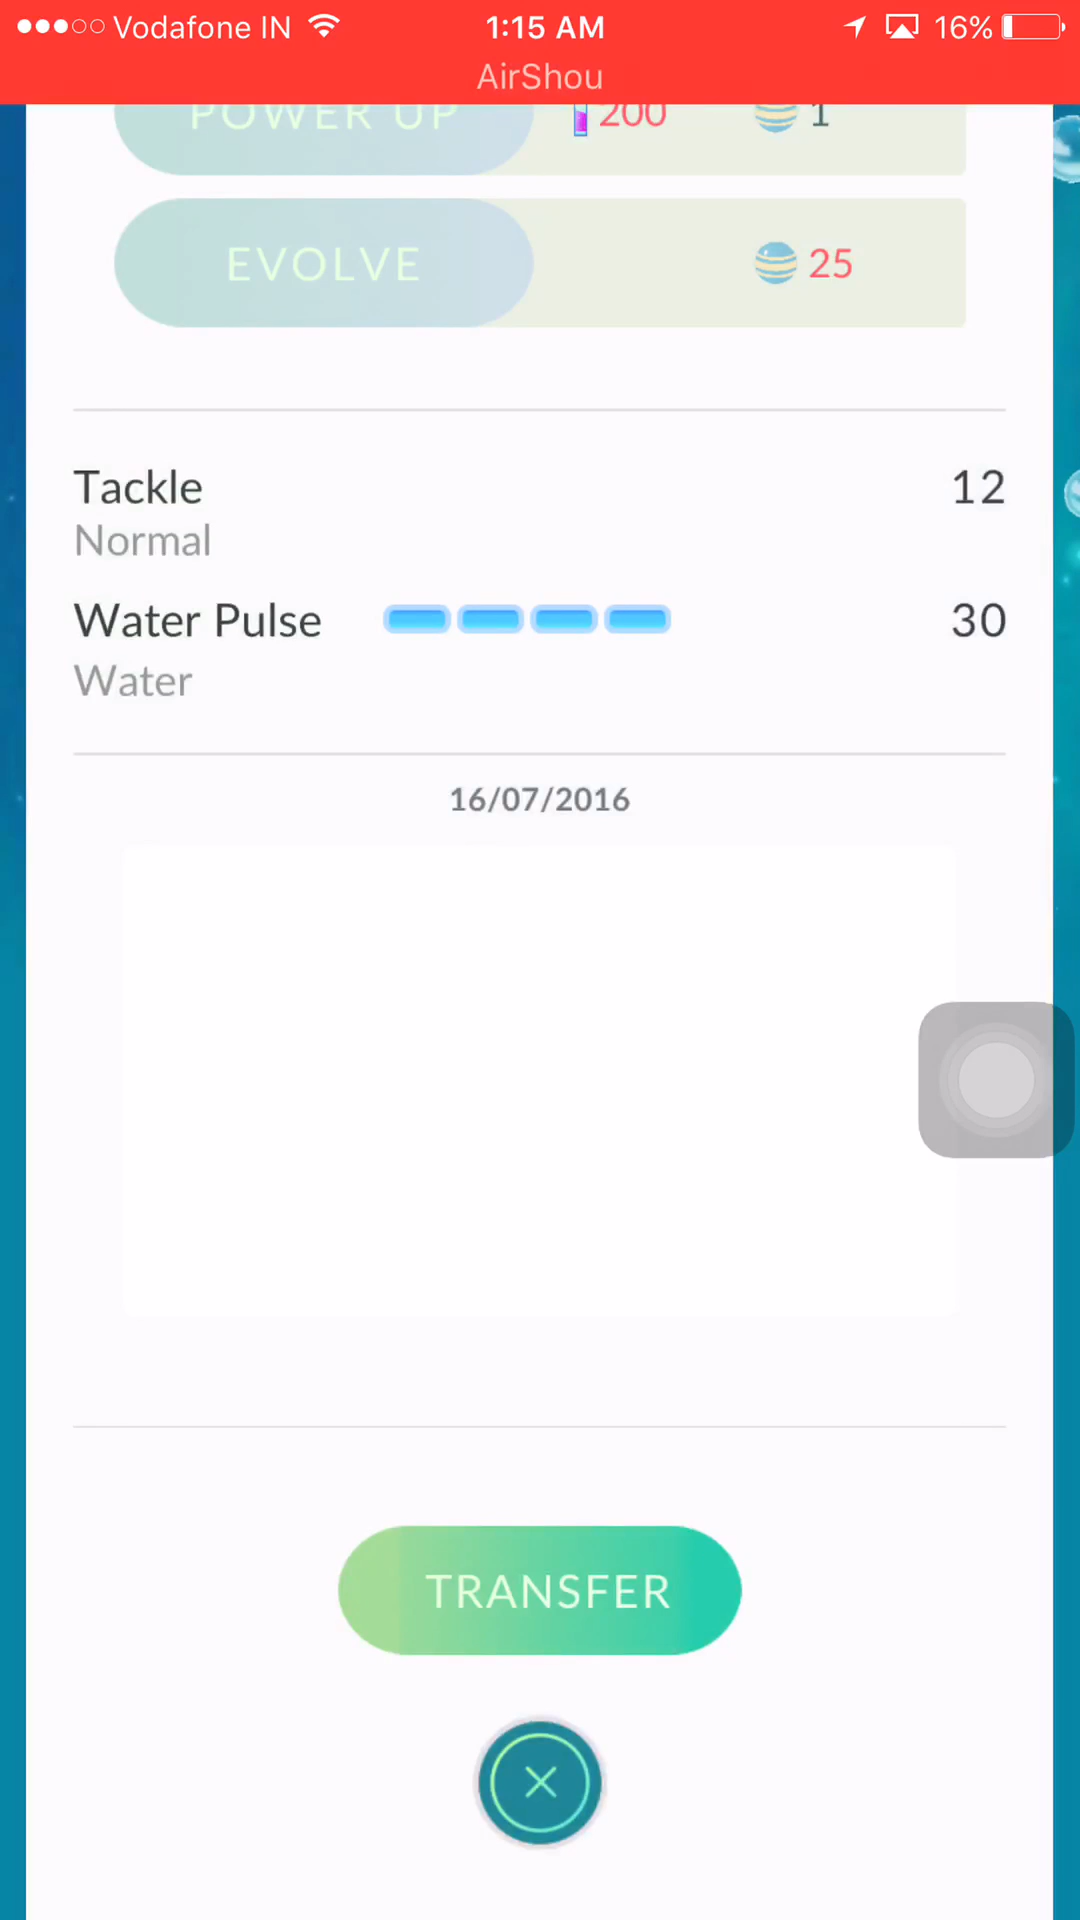 Vodafone IN 1:15 AM 16%
AirShou
POWER UP 200 1
EVOLVE 25
Tackle 12
Normal
Water Pulse 30
Water
16/07/2016
TRANSFER